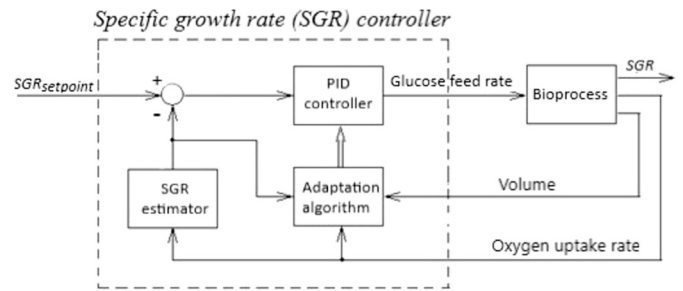 Specific growth rate (SGR) controller
SGRsetpoint
+
-
PID
controller
Glucose feed rate
Bioprocess
SGR
SGR
estimator
Adaptation
algorithm
Volume
Oxygen uptake rate